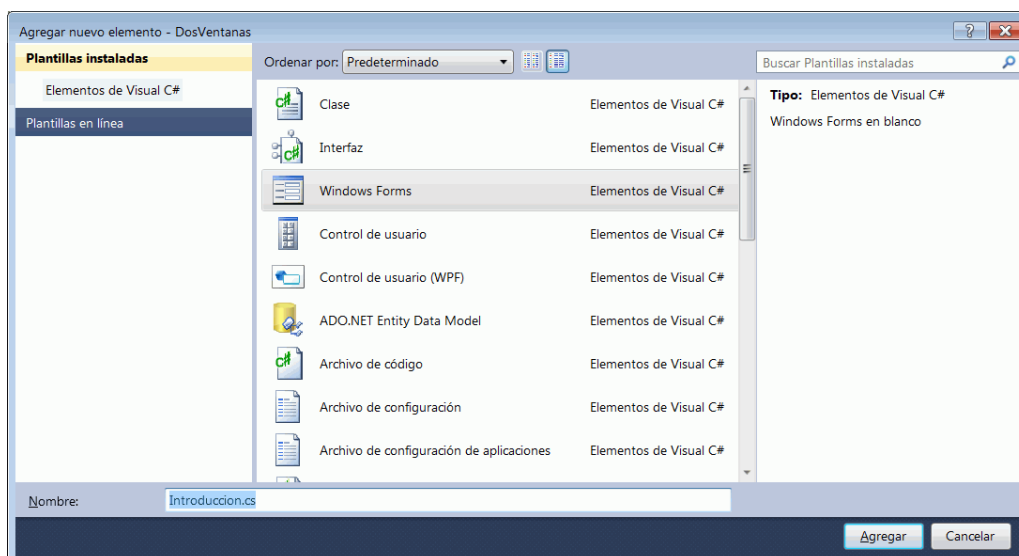 Agregar nuevo elemento - DosVentanas
Plantillas instaladas
Elementos de Visual C#
Plantillas en línea
Ordenar por: Predeterminado
Clase Elementos de Visual C#
Interfaz Elementos de Visual C#
Windows Forms Elementos de Visual C#
Control de usuario Elementos de Visual C#
Control de usuario (WPF) Elementos de Visual C#
ADO.NET Entity Data Model Elementos de Visual C#
Archivo de código Elementos de Visual C#
Archivo de configuración Elementos de Visual C#
Archivo de configuración de aplicaciones Elementos de Visual C#
Buscar Plantillas instaladas
Tipo: Elementos de Visual C#
Windows Forms en blanco
Nombre: Introduccion.cs
Agregar Cancelar